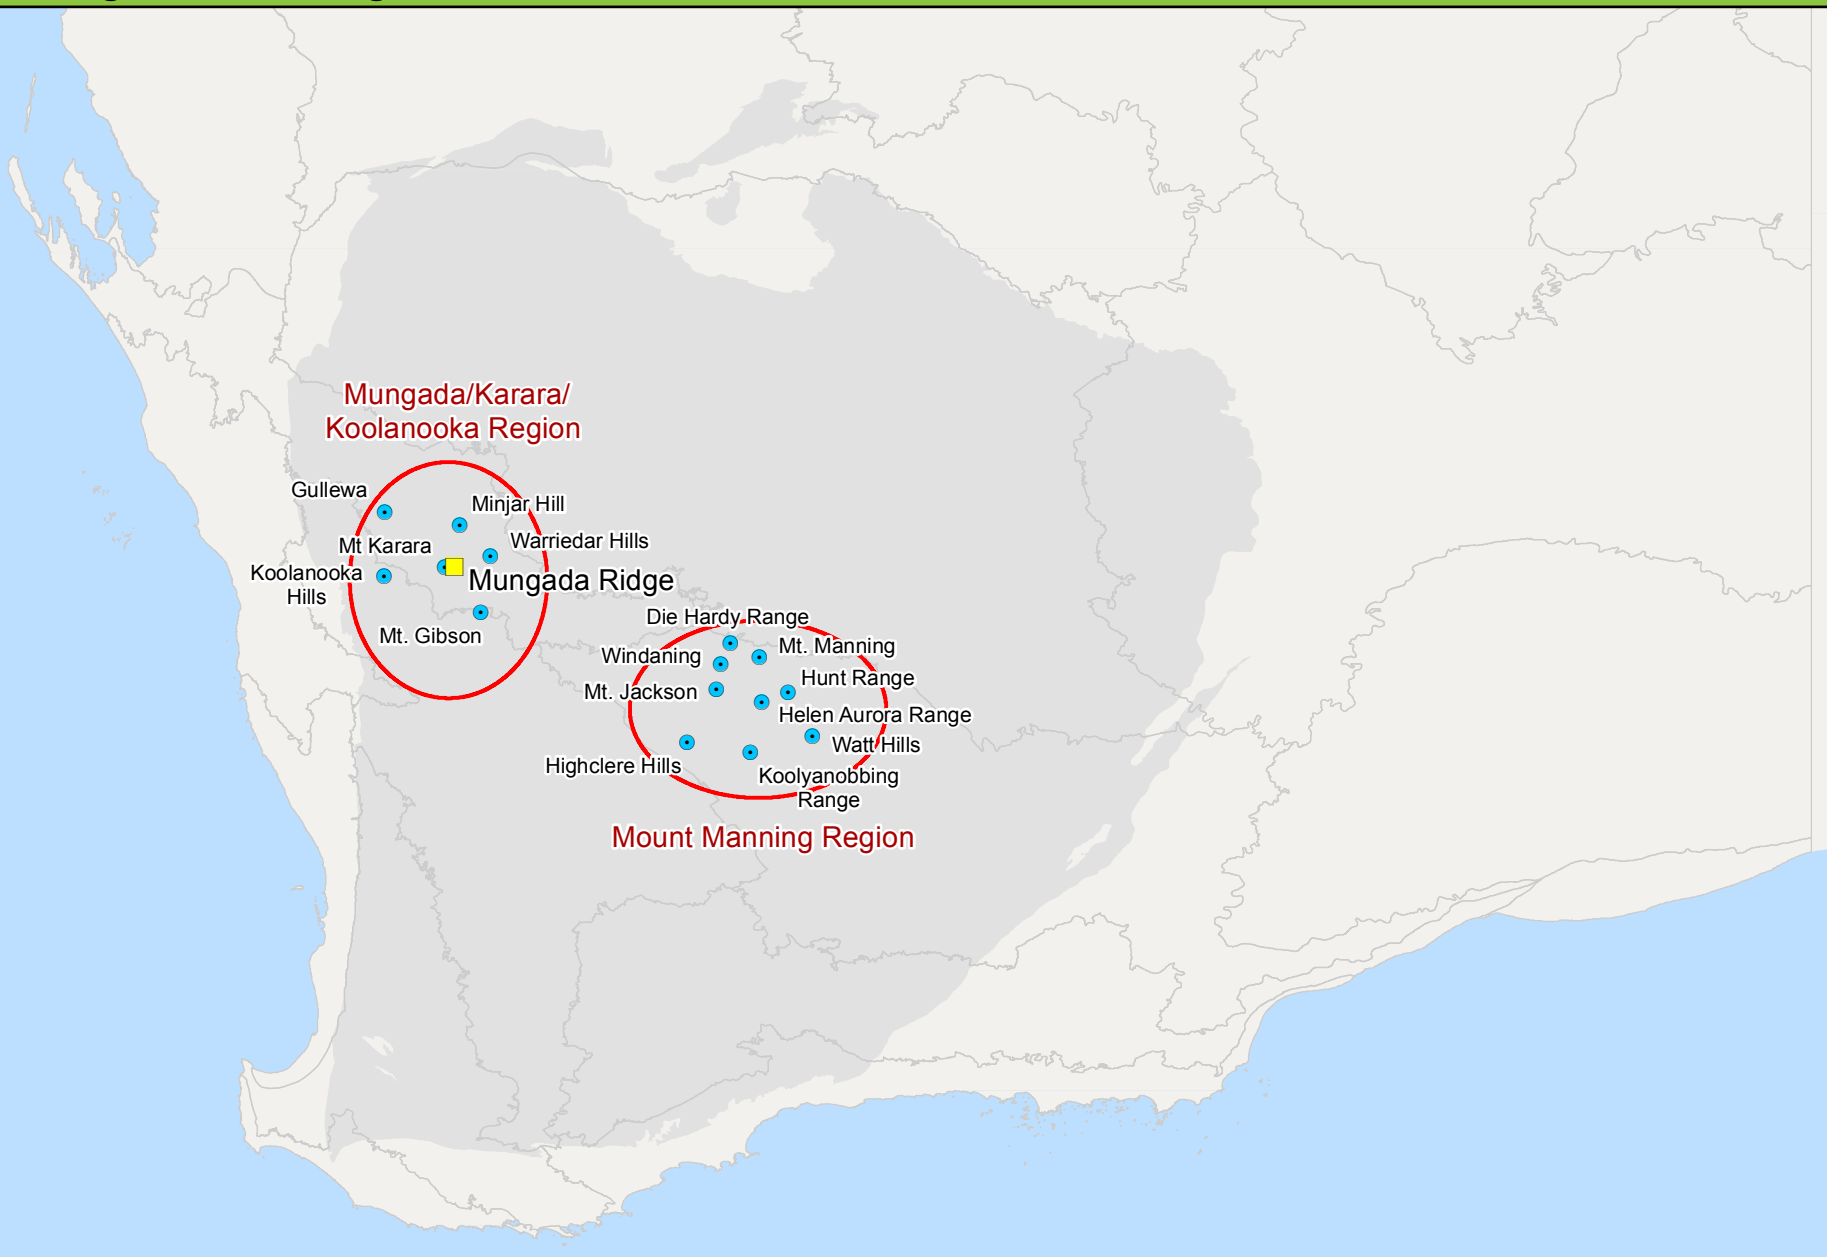 Mungada/Karara/
Koolanooka Region
Gullewa
Minjar Hill
Mt Karara
Warriedar Hills
Koolanooka
Hills
Mungada Ridge
Mt. Gibson
Die Hardy Range
Windaning
Mt. Manning
Mt. Jackson
Hunt Range
Helen Aurora Range
Watt Hills
Highclere Hills
Koolyanobbing
Range
Mount Manning Region